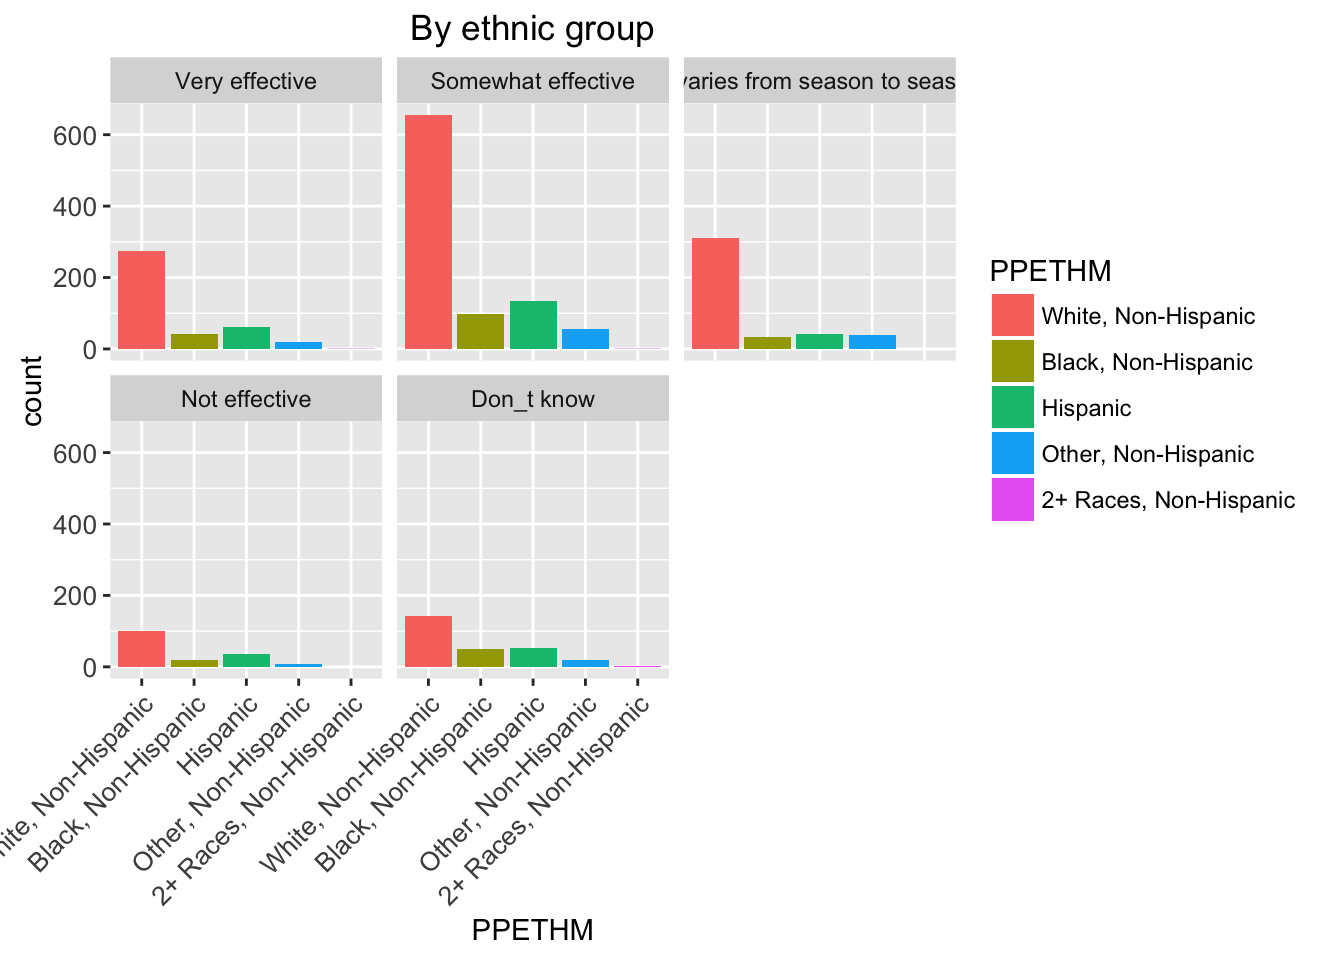 By ethnic group
Very effective
Somewhat effective
varies from season to seas
600
400
200
0
Not effective
Don_t know
600
400
200
0
count
White, Non-Hispanic
Black, Non-Hispanic
Hispanic
Other, Non-Hispanic
2+ Races, Non-Hispanic
White, Non-Hispanic
Black, Non-Hispanic
Hispanic
Other, Non-Hispanic
2+ Races, Non-Hispanic
PPETHM
PPETHM
White, Non-Hispanic
Black, Non-Hispanic
Hispanic
Other, Non-Hispanic
2+ Races, Non-Hispanic